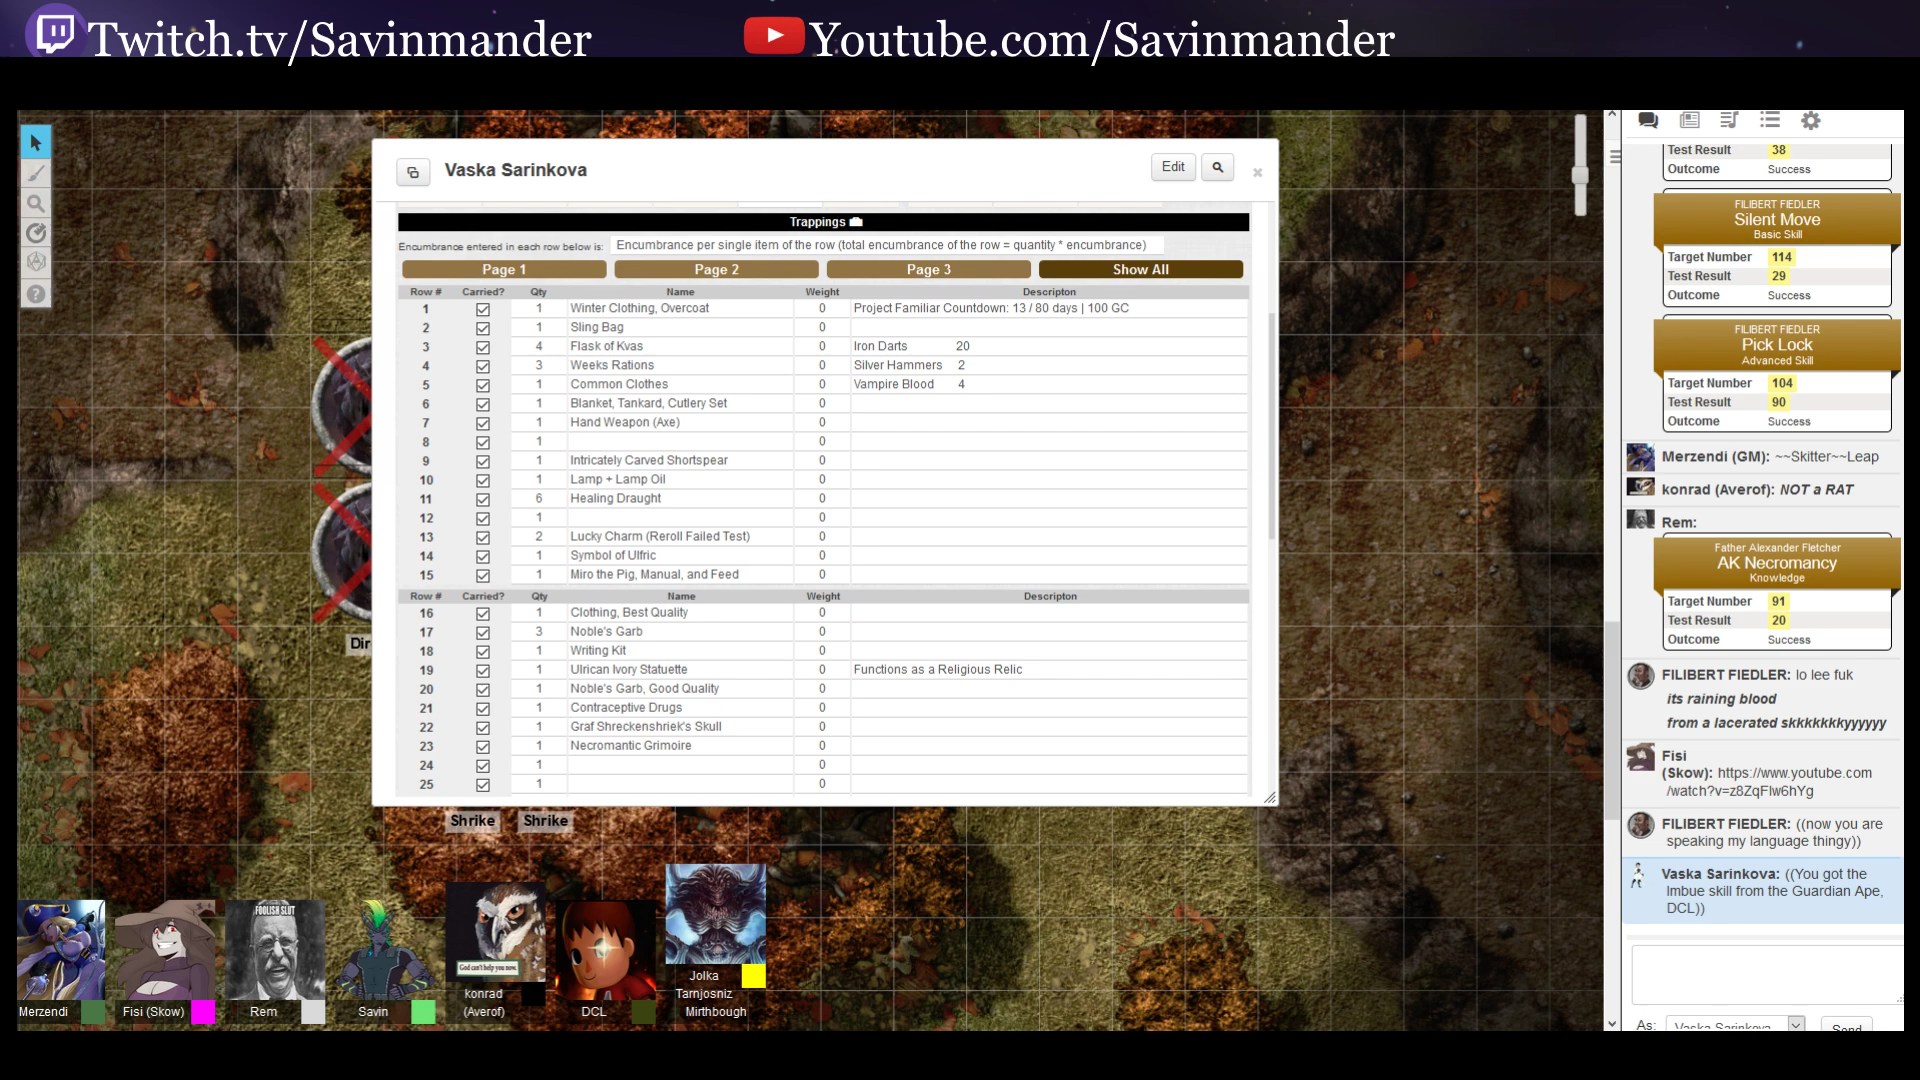 Twitch.tv/Savinmander
Youtube.com/Savinmander
Vaska Sarinkova
Edit
Trappings
Encumbrance entered in each row below is: Encumbrance per single item of the row (total encumbrance of the row = quantity * encumbrance)
Page 1 Page 2 Page 3 Show All
Row # Carried? Qty Name Weight Descripton
1 1 Winter Clothing, Overcoat 0 Project Familiar Countdown: 13 / 80 days | 100 GC
2 1 Sling Bag 0
3 4 Flask of Kvas 0 Iron Darts 20
4 3 Weeks Rations 0 Silver Hammers 2
5 1 Common Clothes 0 Vampire Blood 4
6 1 Blanket, Tankard, Cutlery Set 0
7 1 Hand Weapon (Axe) 0
8 1 0
9 1 Intricately Carved Shortspear 0
10 1 Lamp + Lamp Oil 0
11 6 Healing Draught 0
12 1 0
13 2 Lucky Charm (Reroll Failed Test) 0
14 1 Symbol of Ulfric 0
15 1 Miro the Pig, Manual, and Feed 0
Row # Carried? Qty Name Weight Descripton
16 1 Clothing, Best Quality 0
17 3 Noble's Garb 0
18 1 Writing Kit 0
19 1 Ulrican Ivory Statuette 0 Functions as a Religious Relic
20 1 Noble's Garb, Good Quality 0
21 1 Contraceptive Drugs 0
22 1 Graf Shreckenshriek's Skull 0
23 1 Necromantic Grimoire 0
24 1 0
25 1 0
Dir
Shrike Shrike
FOOLISH SLUT
God can't help you now.
Merzendi
Fisi (Skow)
Rem
Savin
konrad
(Averof)
DCL
Jolka
Tarnjosniz
Mirthbough
Test Result 38
Outcome Success
FILIBERT FIEDLER
Silent Move
Basic Skill
Target Number 114
Test Result 29
Outcome Success
FILIBERT FIEDLER
Pick Lock
Advanced Skill
Target Number 104
Test Result 90
Outcome Success
Merzendi (GM): ~~Skitter~~Leap
konrad (Averof): NOT a RAT
Rem:
Father Alexander Fletcher
AK Necromancy
Knowledge
Target Number 91
Test Result 20
Outcome Success
FILIBERT FIEDLER: lo lee fuk
its raining blood
from a lacerated skkkkkkkyyyyyy
Fisi
(Skow): https://www.youtube.com
/watch?v=z8ZqFlw6hYg
FILIBERT FIEDLER: ((now you are
speaking my language thingy))
Vaska Sarinkova: ((You got the
Imbue skill from the Guardian Ape,
DCL))
As: Vaska Sarinkova Send